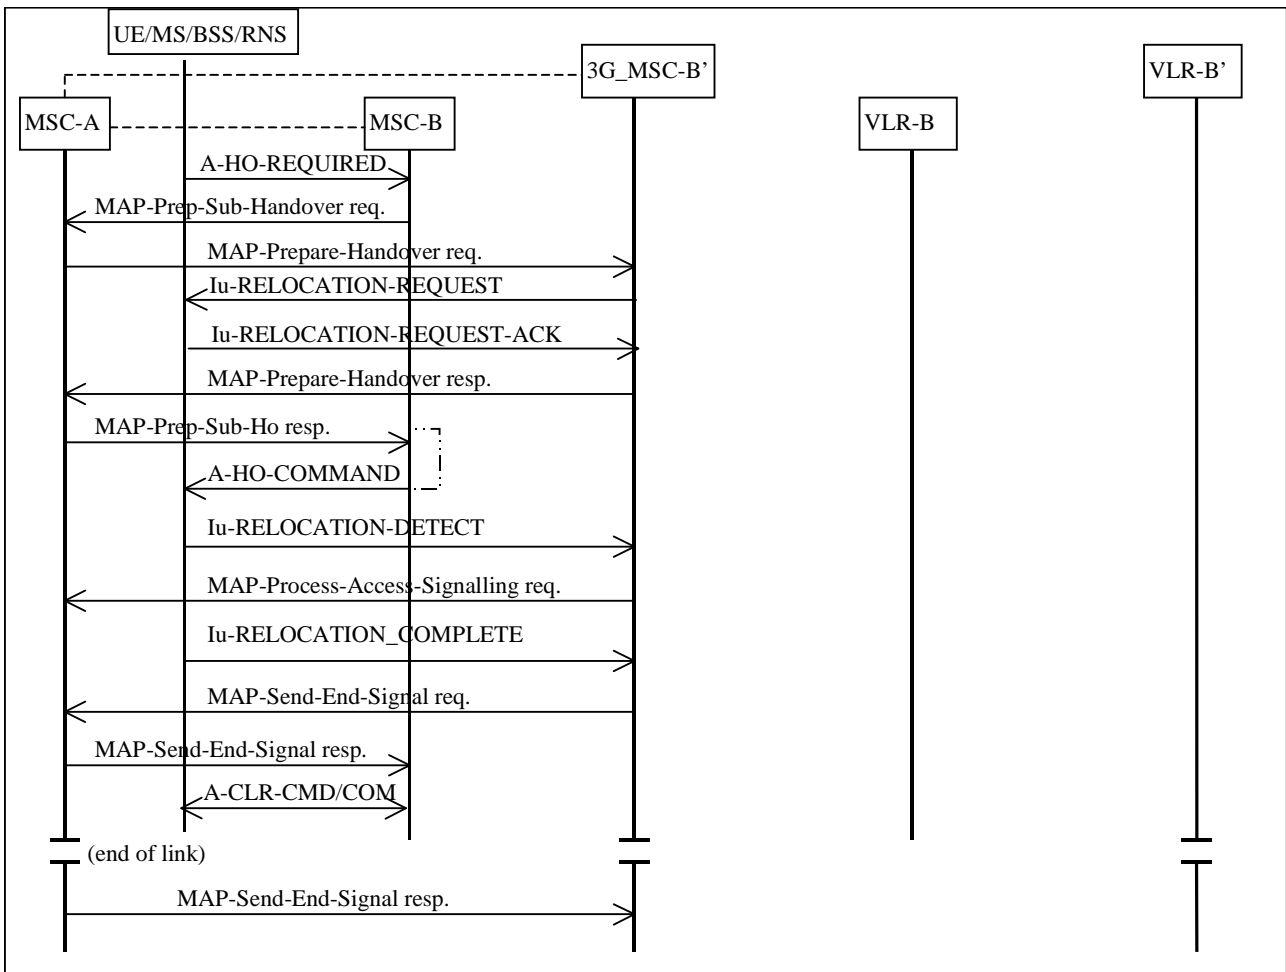 UE/MS/BSS/RNS
3G_MSC-B’
VLR-B’
MSC-A
MSC-B
VLR-B
A-HO-REQUIRED
MAP-Prep-Sub-Handover req.
MAP-Prepare-Handover req.
Iu-RELOCATION-REQUEST
Iu-RELOCATION-REQUEST-ACK
MAP-Prepare-Handover resp.
MAP-Prep-Sub-Ho resp.
A-HO-COMMAND
Iu-RELOCATION-DETECT
MAP-Process-Access-Signalling req.
Iu-RELOCATION_COMPLETE
MAP-Send-End-Signal req.
MAP-Send-End-Signal resp.
A-CLR-CMD/COM
(end of link)
MAP-Send-End-Signal resp.